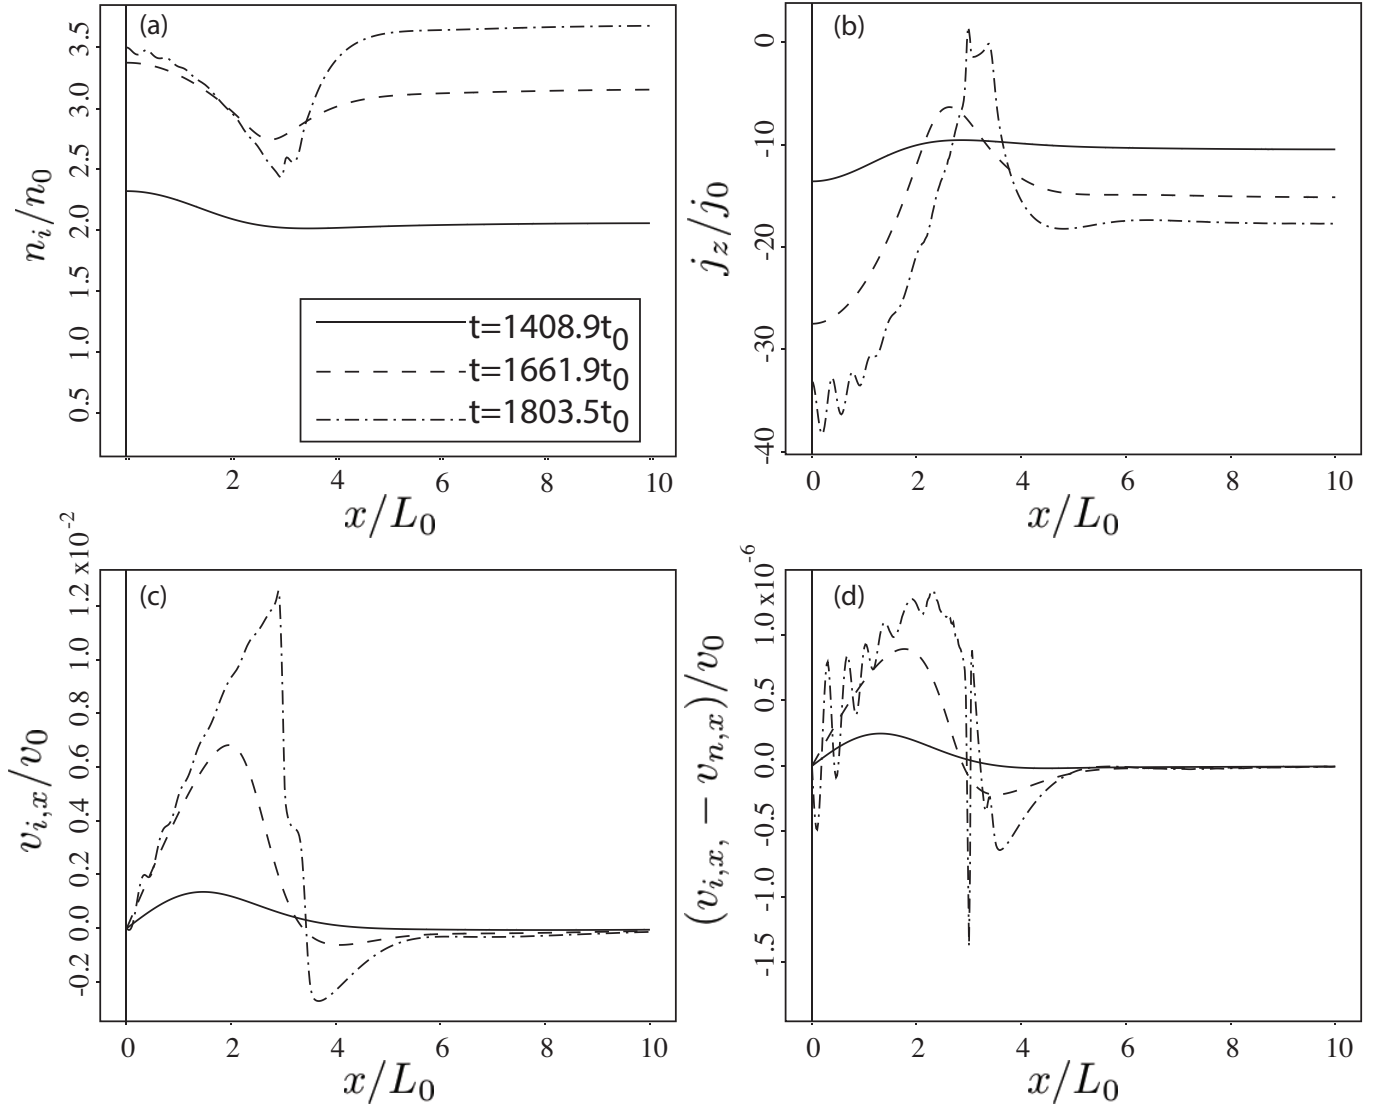 (a)
n_i/n_0
3.5
3.0
2.5
2.0
1.5
1.0
0.5
t=1408.9t_0
t=1661.9t_0
t=1803.5t_0
0 2 4 6 8 10
x/L_0
(b)
j_z/j_0
0
-10
-20
-30
-40
0 2 4 6 8 10
x/L_0
(c)
v_{i,x}/v_0
1.2 x10^{-2}
1.0
0.8
0.6
0.4
0.2
0.0
-0.2
0 2 4 6 8 10
x/L_0
(d)
(v_{i,x,} − v_{n,x})/v_0
1.0 x10^{-6}
0.5
0.0
-0.5
-1.0
-1.5
0 2 4 6 8 10
x/L_0